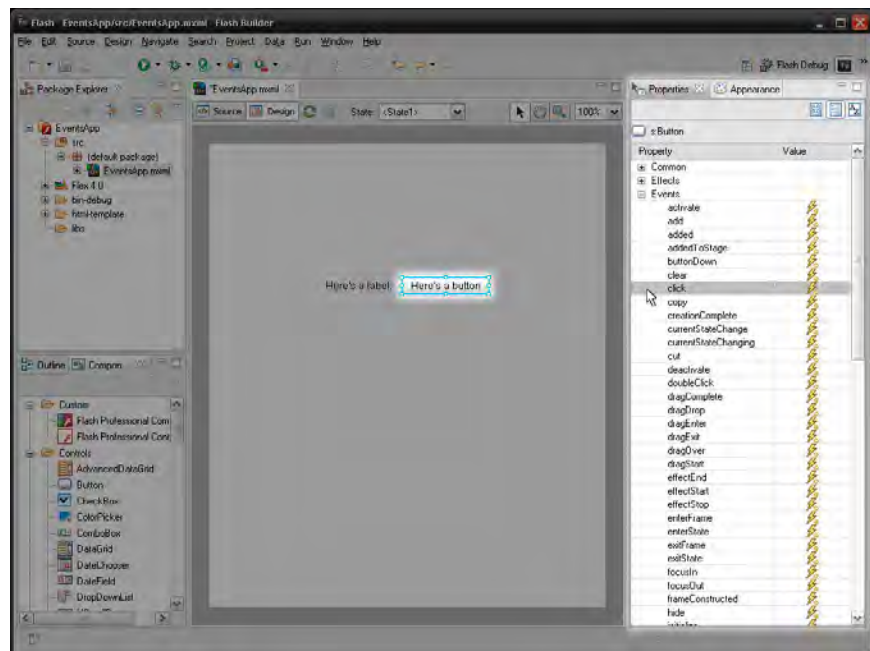 Flash - EventsApp/src/EventsApp.mxml - Flash Builder
File Edit Source Design Navigate Search Project Data Run Window Help
Flash Debug
Package Explorer
EventsApp
src
(default package)
EventsApp.mxml
Flex 4.0
bin-debug
html-template
libs
*EventsApp.mxml
Source Design State: <State1> 100%
Here's a label Here's a button
Outline Compon
Custom
Flash Professional Com
Flash Professional Cont
Controls
AdvancedDataGrid
Button
CheckBox
ColorPicker
ComboBox
DataGrid
DateChooser
DateField
DropDownList
Properties Appearance
s:Button
Property Value
Common
Effects
Events
activate
add
added
addedToStage
buttonDown
clear
click
copy
creationComplete
currentStateChange
currentStateChanging
cut
deactivate
doubleClick
dragComplete
dragDrop
dragEnter
dragExit
dragOver
dragStart
effectEnd
effectStart
effectStop
enterFrame
enterState
exitFrame
exitState
focusIn
focusOut
frameConstructed
hide